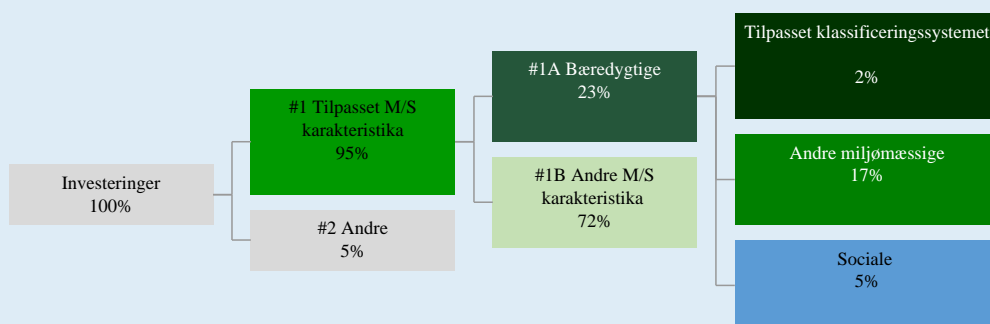 Investeringer
100%
#1 Tilpasset M/S
karakteristika
95%
#2 Andre
5%
#1A Bæredygtige
23%
#1B Andre M/S
karakteristika
72%
Tilpasset klassificeringssystemet
2%
Andre miljømæssige
17%
Sociale
5%